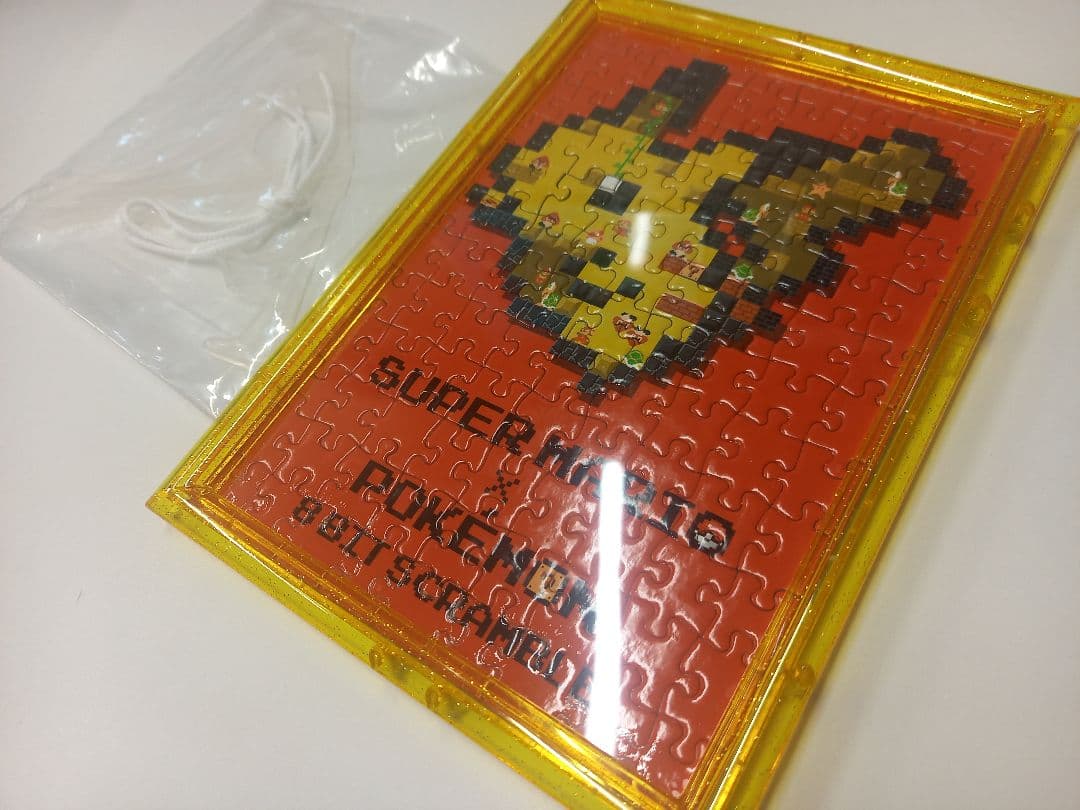 SUPER MARIO
X
POKEMON
8 BIT SCRAMBLE